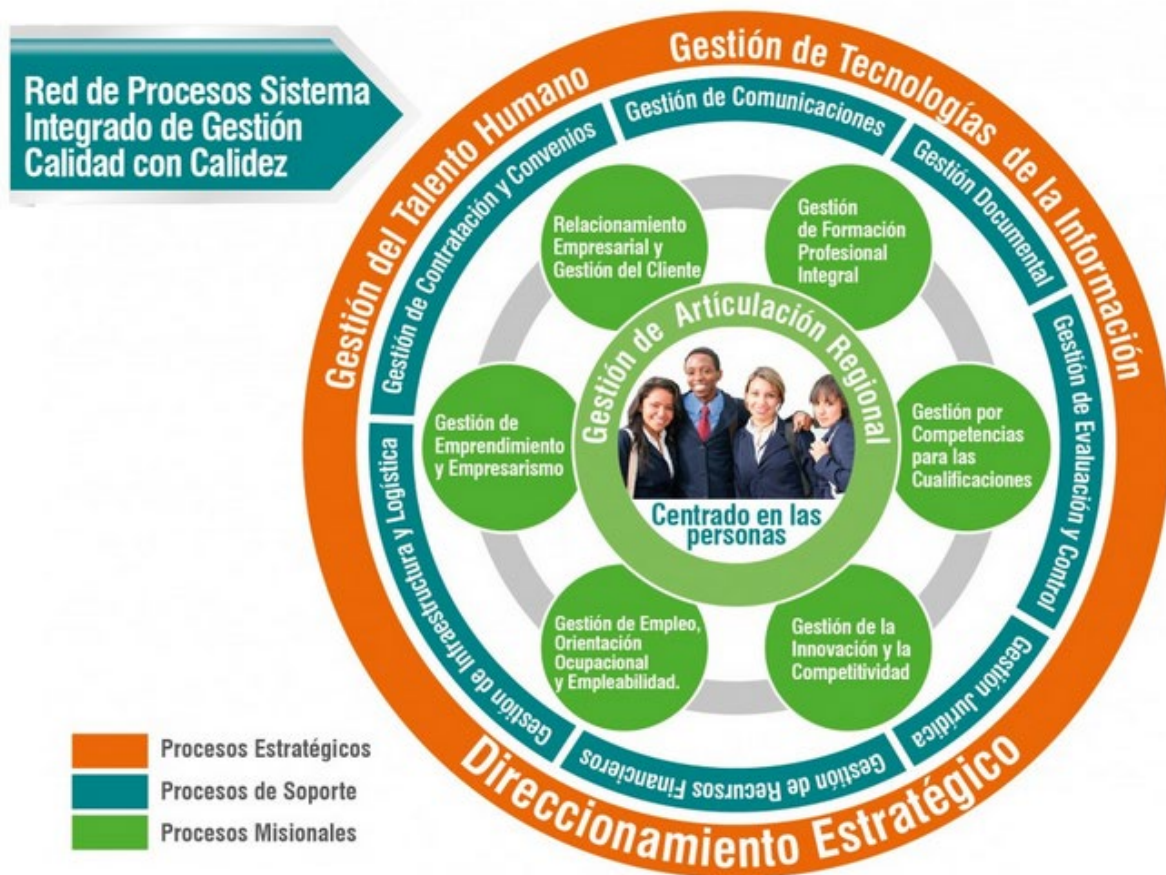 Red de Procesos Sistema
Integrado de Gestión
Calidad con Calidez
Gestión del Talento Humano
Gestión de Tecnologías de la Información
Direccionamiento Estratégico
Gestión de Contratación y Convenios
Gestión de Comunicaciones
Gestión Documental
Gestión de Evaluación y Control
Gestión Jurídica
Gestión de Recursos Financieros
Gestión de Infraestructura y Logística
Relacionamiento
Empresarial y
Gestión del Cliente
Gestión
de Formación
Profesional
Integral
Gestión de
Emprendimiento
y Empresarismo
Gestión por
Competencias
para las
Cualificaciones
Gestión de Empleo,
Orientación
Ocupacional
y Empleabilidad.
Gestión de la
Innovación y la
Competitividad
Gestión de Artículación Regional
Centrado en las
personas
Procesos Estratégicos
Procesos de Soporte
Procesos Misionales